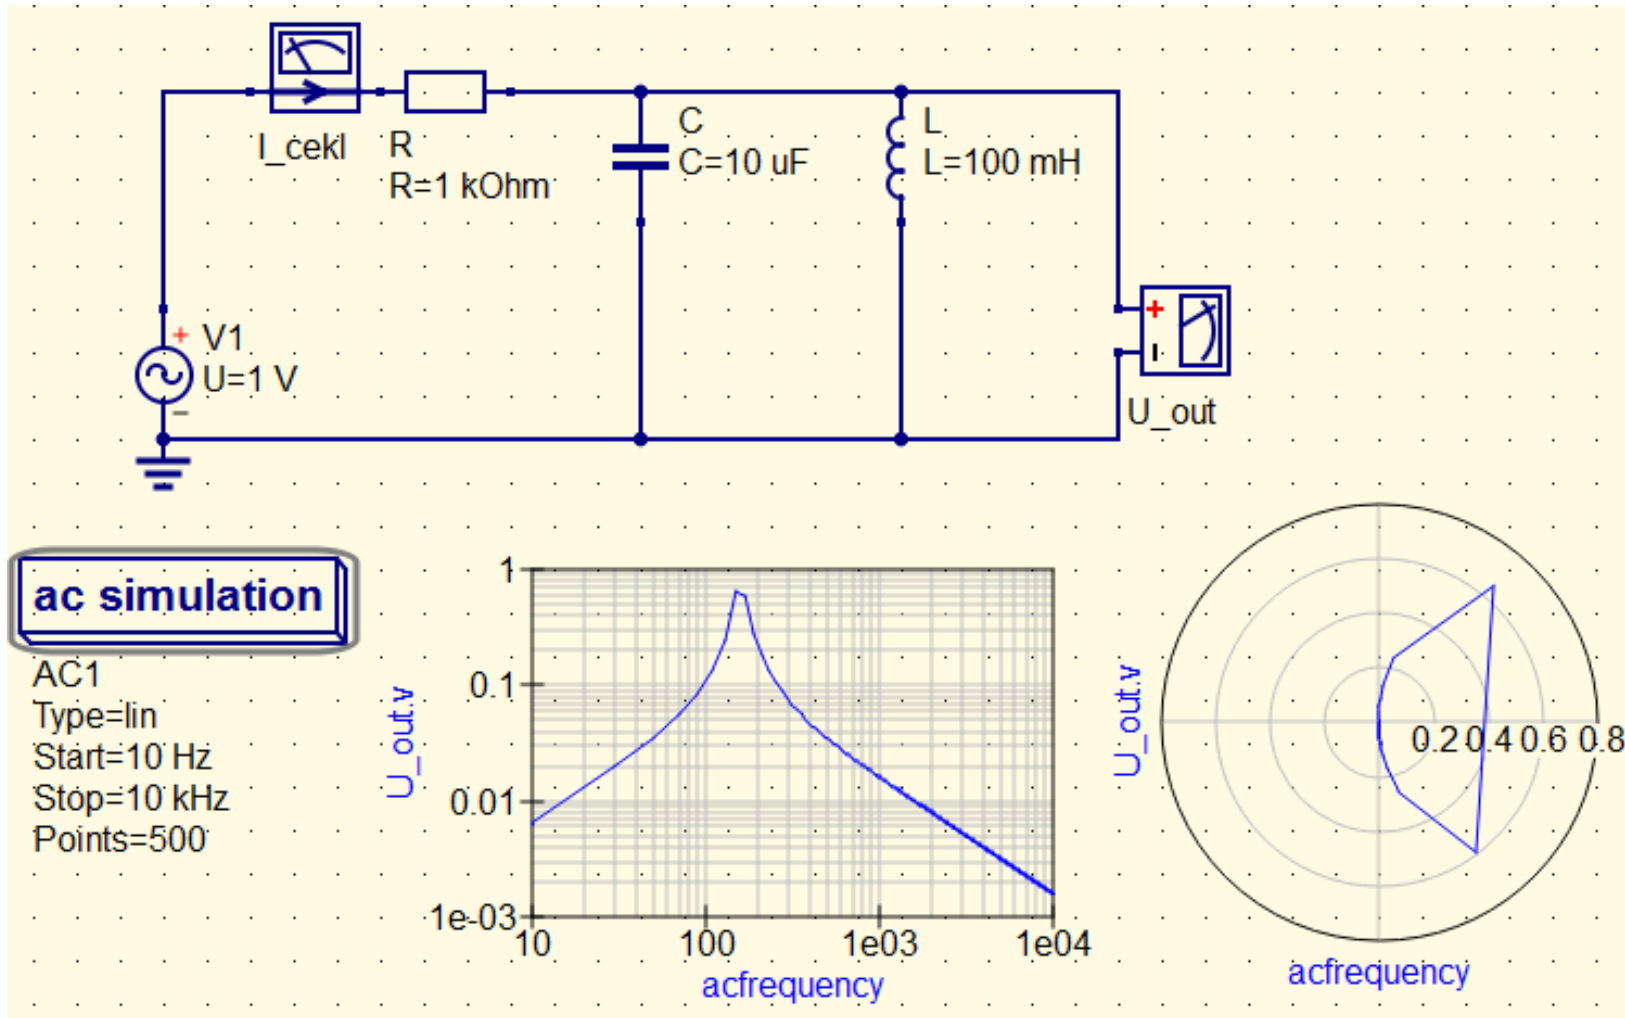 I_cekl
R
R=1 kOhm
C
C=10 uF
L
L=100 mH
+
V1
U=1 V
−
+
U_out
ac simulation
AC1
Type=lin
Start=10 Hz
Stop=10 kHz
Points=500
U_out.v
1
0.1
0.01
1e-03
10
100
1e03
1e04
acfrequency
U_out.v
0.2
0.4
0.6
0.8
acfrequency